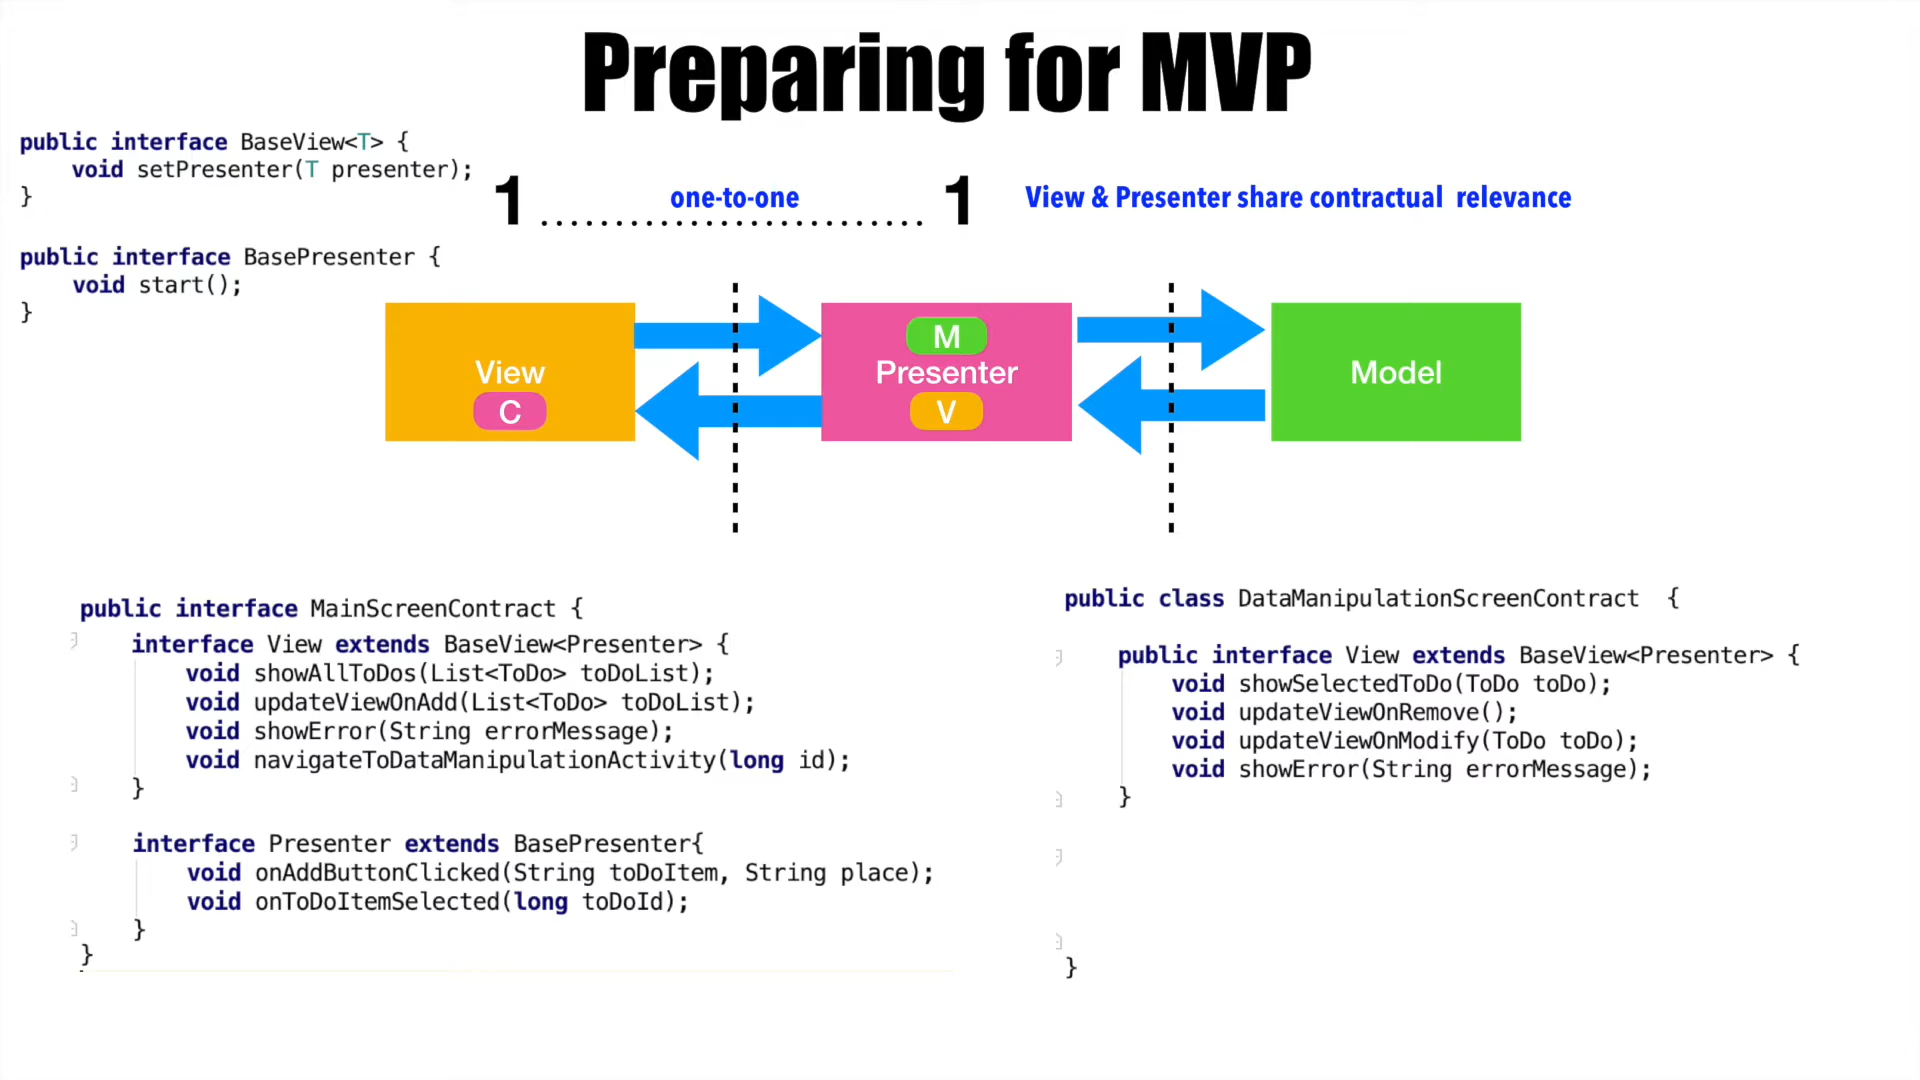 Preparing for MVP
public interface BaseView<T> {
void setPresenter(T presenter);
}
1 one-to-one 1 View & Presenter share contractual relevance
public interface BasePresenter {
void start();
}
View
C
M
Presenter
V
Model
public interface MainScreenContract {
interface View extends BaseView<Presenter> {
void showAllToDos(List<ToDo> toDoList);
void updateViewOnAdd(List<ToDo> toDoList);
void showError(String errorMessage);
void navigateToDataManipulationActivity(long id);
}
interface Presenter extends BasePresenter{
void onAddButtonClicked(String toDoItem, String place);
void onToDoItemSelected(long toDoId);
}
}
public class DataManipulationScreenContract {
public interface View extends BaseView<Presenter> {
void showSelectedToDo(ToDo toDo);
void updateViewOnRemove();
void updateViewOnModify(ToDo toDo);
void showError(String errorMessage);
}
}